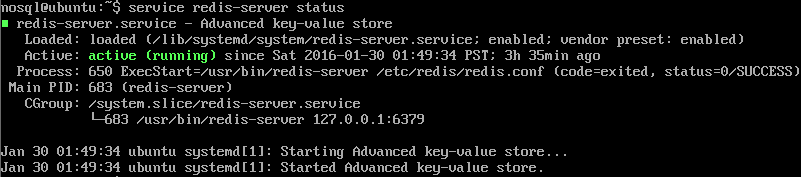 nosql@ubuntu:~$ service redis-server status
■ redis-server.service - Advanced key-value store
Loaded: loaded (/lib/systemd/system/redis-server.service; enabled; vendor preset: enabled)
Active: active (running) since Sat 2016-01-30 01:49:34 PST; 3h 35min ago
Process: 650 ExecStart=/usr/bin/redis-server /etc/redis/redis.conf (code=exited, status=0/SUCCESS)
Main PID: 683 (redis-server)
CGroup: /system.slice/redis-server.service
└─683 /usr/bin/redis-server 127.0.0.1:6379
Jan 30 01:49:34 ubuntu systemd[1]: Starting Advanced key-value store...
Jan 30 01:49:34 ubuntu systemd[1]: Started Advanced key-value store.